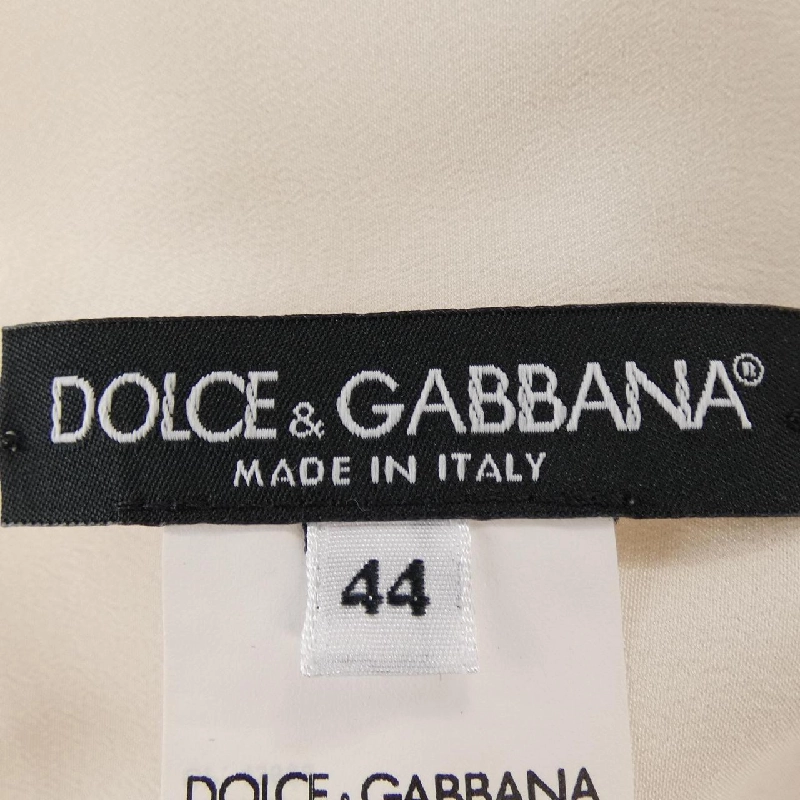 DOLCE & GABBANA®
MADE IN ITALY
44
DOLCE & GABBANA